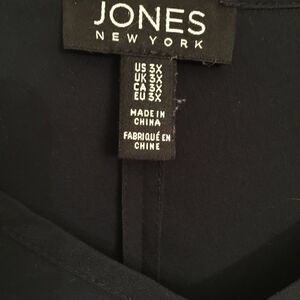 JONES
NEW YORK
US 3X
UK 3X
CA 3X
EU 3X
MADE IN
CHINA
FABRIQUÉ EN
CHINE